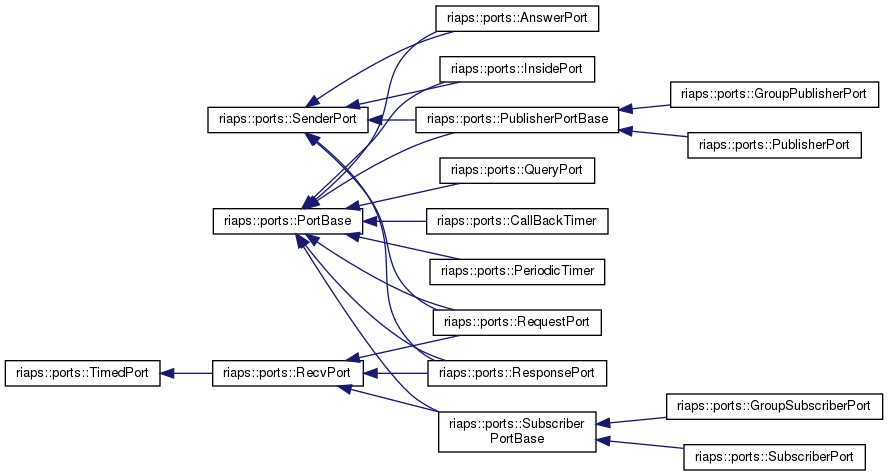 riaps::ports::AnswerPort
riaps::ports::InsidePort
riaps::ports::GroupPublisherPort
riaps::ports::SenderPort
riaps::ports::PublisherPortBase
riaps::ports::PublisherPort
riaps::ports::QueryPort
riaps::ports::PortBase
riaps::ports::CallBackTimer
riaps::ports::PeriodicTimer
riaps::ports::RequestPort
riaps::ports::TimedPort
riaps::ports::RecvPort
riaps::ports::ResponsePort
riaps::ports::GroupSubscriberPort
riaps::ports::Subscriber
PortBase
riaps::ports::SubscriberPort